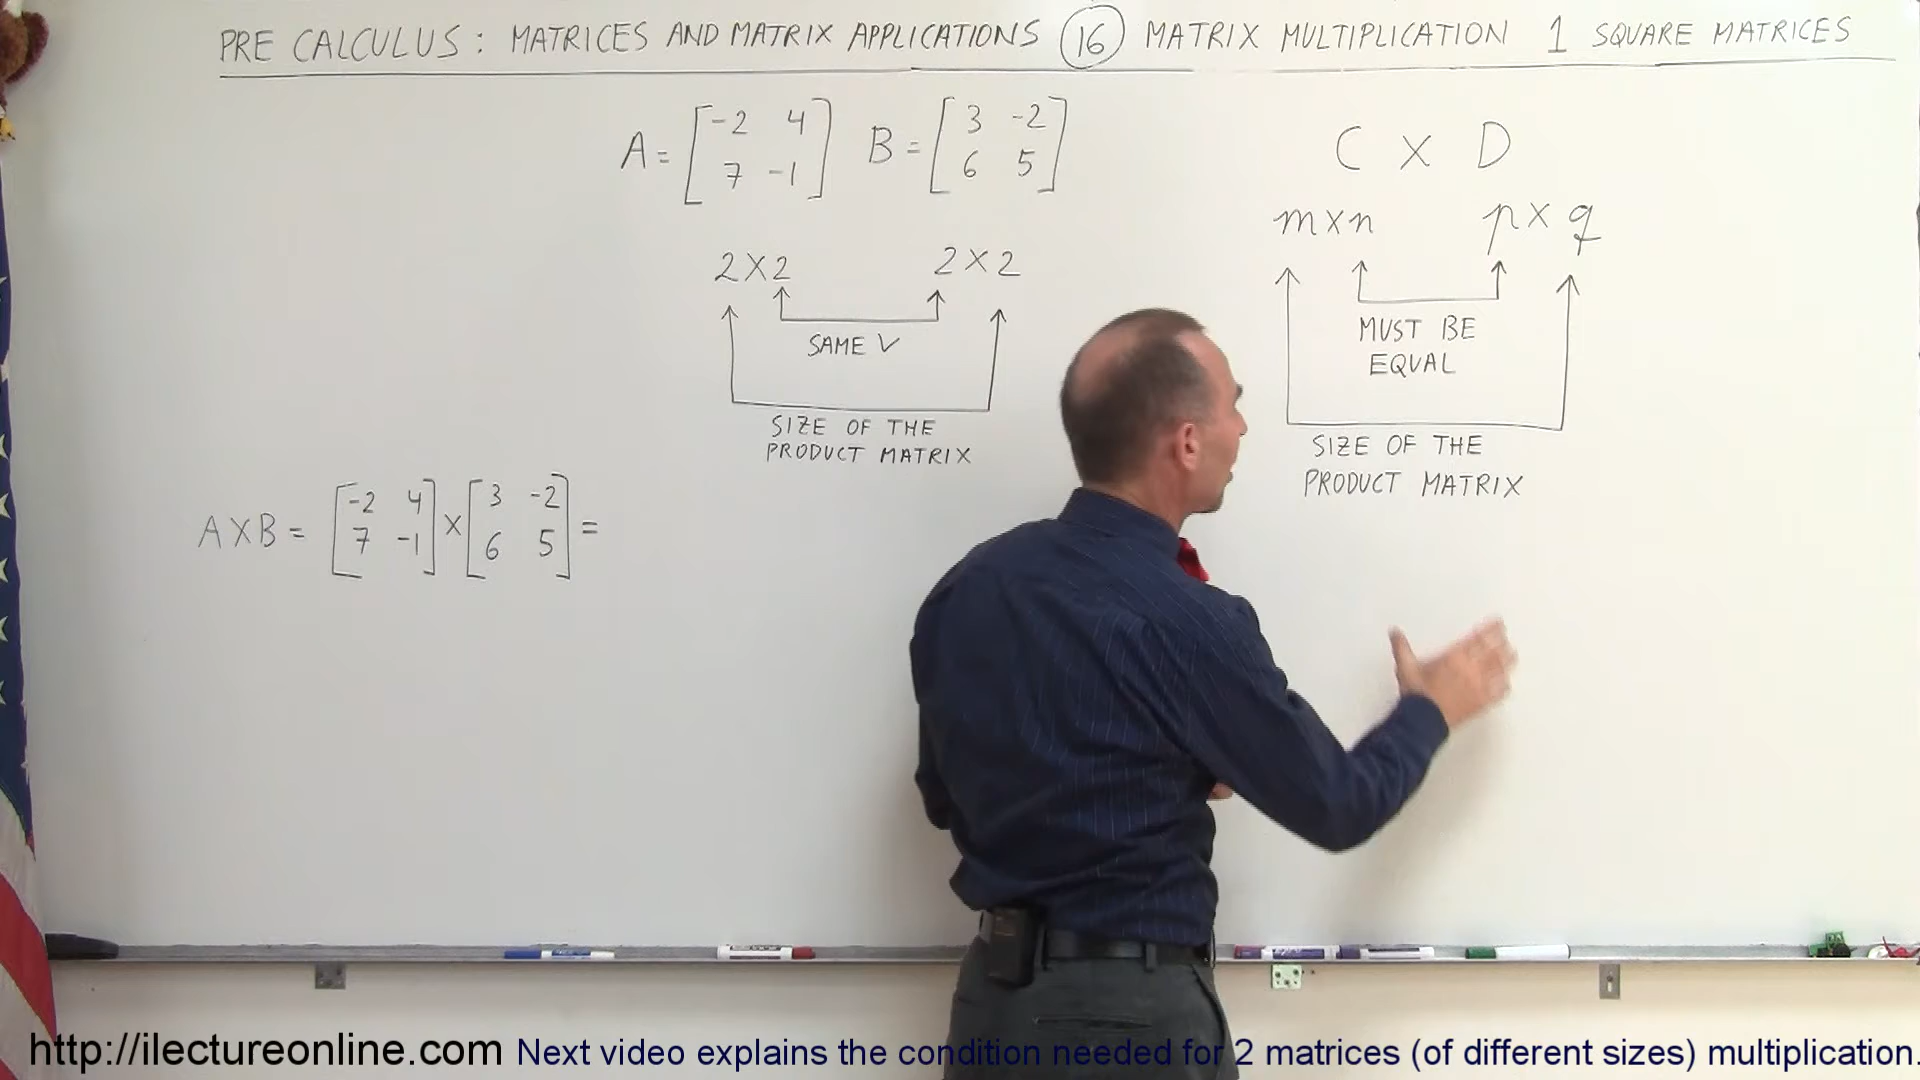 PRE CALCULUS: MATRICES AND MATRIX APPLICATIONS 16 MATRIX MULTIPLICATION 1 SQUARE MATRICES
A = [-2 4
7 -1] B = [3 -2
6 5]
2X2 2X2
SAME √
SIZE OF THE
PRODUCT MATRIX
C X D
mxn pxq
MUST BE
EQUAL
SIZE OF THE
PRODUCT MATRIX
AXB = [-2 4
7 -1] x [3 -2
6 5] =
http://ilectureonline.com Next video explains the condition needed for 2 matrices (of different sizes) multiplication.